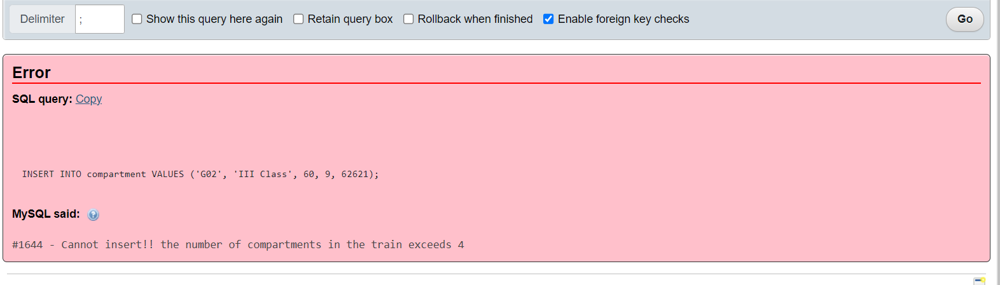 Delimiter ; Show this query here again Retain query box Rollback when finished Enable foreign key checks Go
Error
SQL query: Copy
INSERT INTO compartment VALUES ('G02', 'III Class', 60, 9, 62621);
MySQL said: ?
#1644 - Cannot insert!! the number of compartments in the train exceeds 4